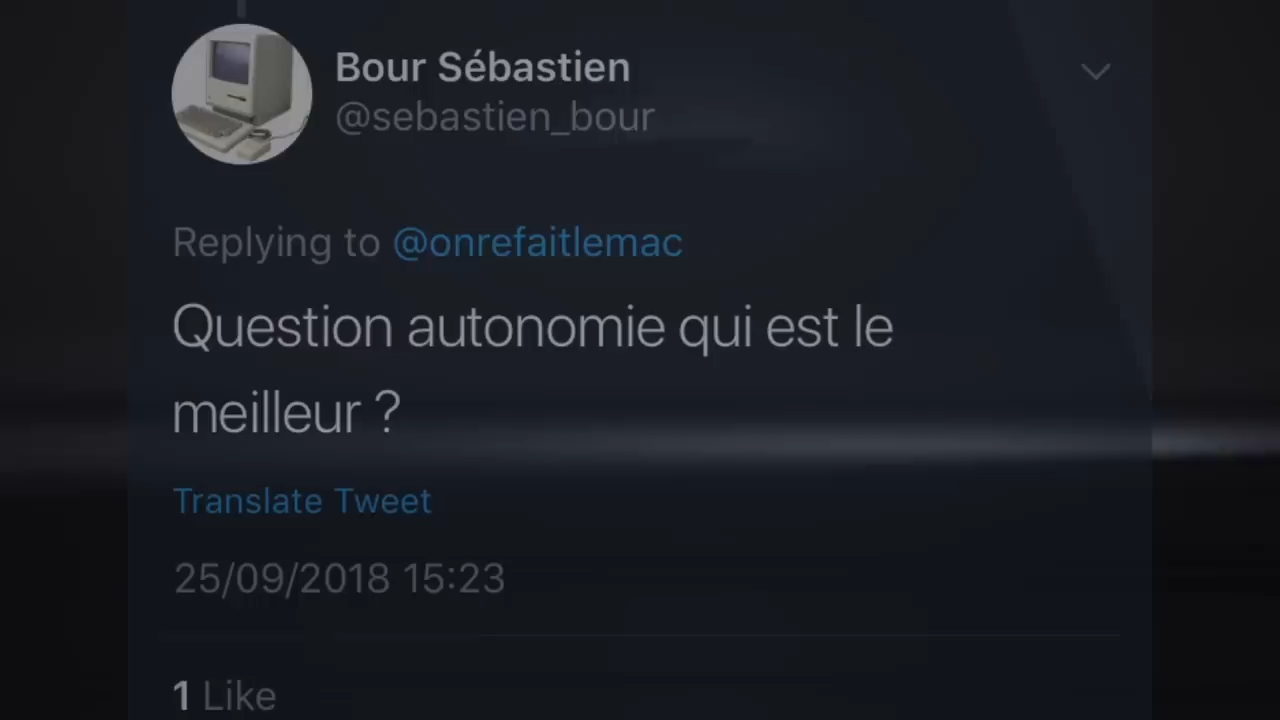 Bour Sébastien
@sebastien_bour
Replying to @onrefaitlemac
Question autonomie qui est le
meilleur ?
Translate Tweet
25/09/2018 15:23
1 Like